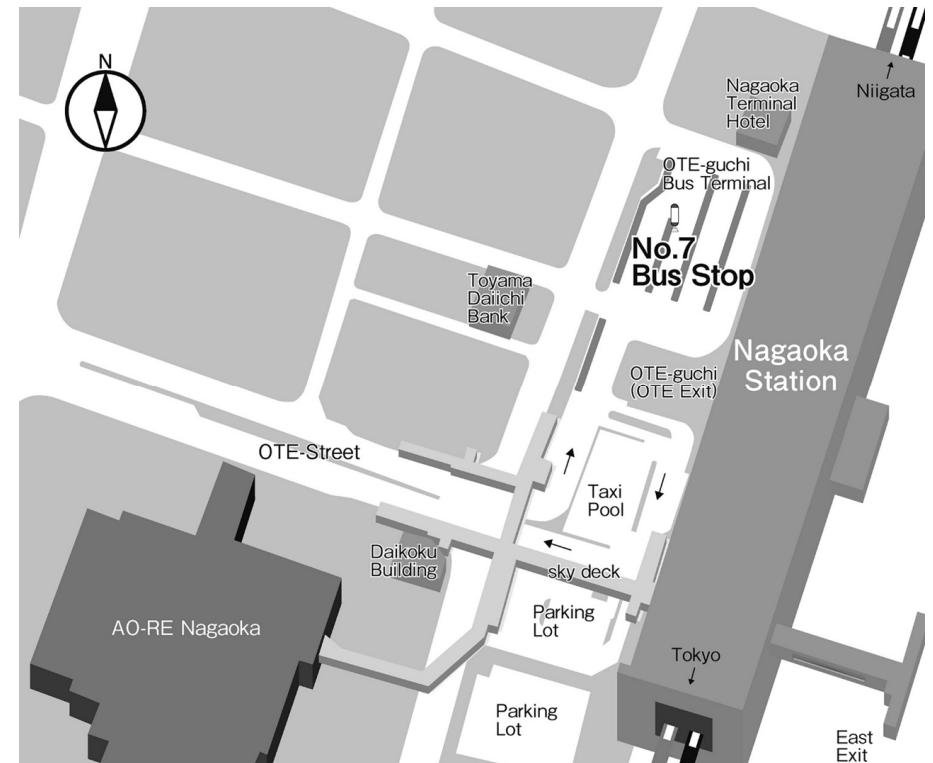 N
Niigata
Nagaoka
Terminal
Hotel
OTE-guchi
Bus Terminal
No.7
Bus Stop
Toyama
Daiichi
Bank
Nagaoka
Station
OTE-guchi
(OTE Exit)
OTE-Street
Taxi
Pool
Daikoku
Building
sky deck
Parking
Lot
AO-RE Nagaoka
Tokyo
Parking
Lot
East
Exit